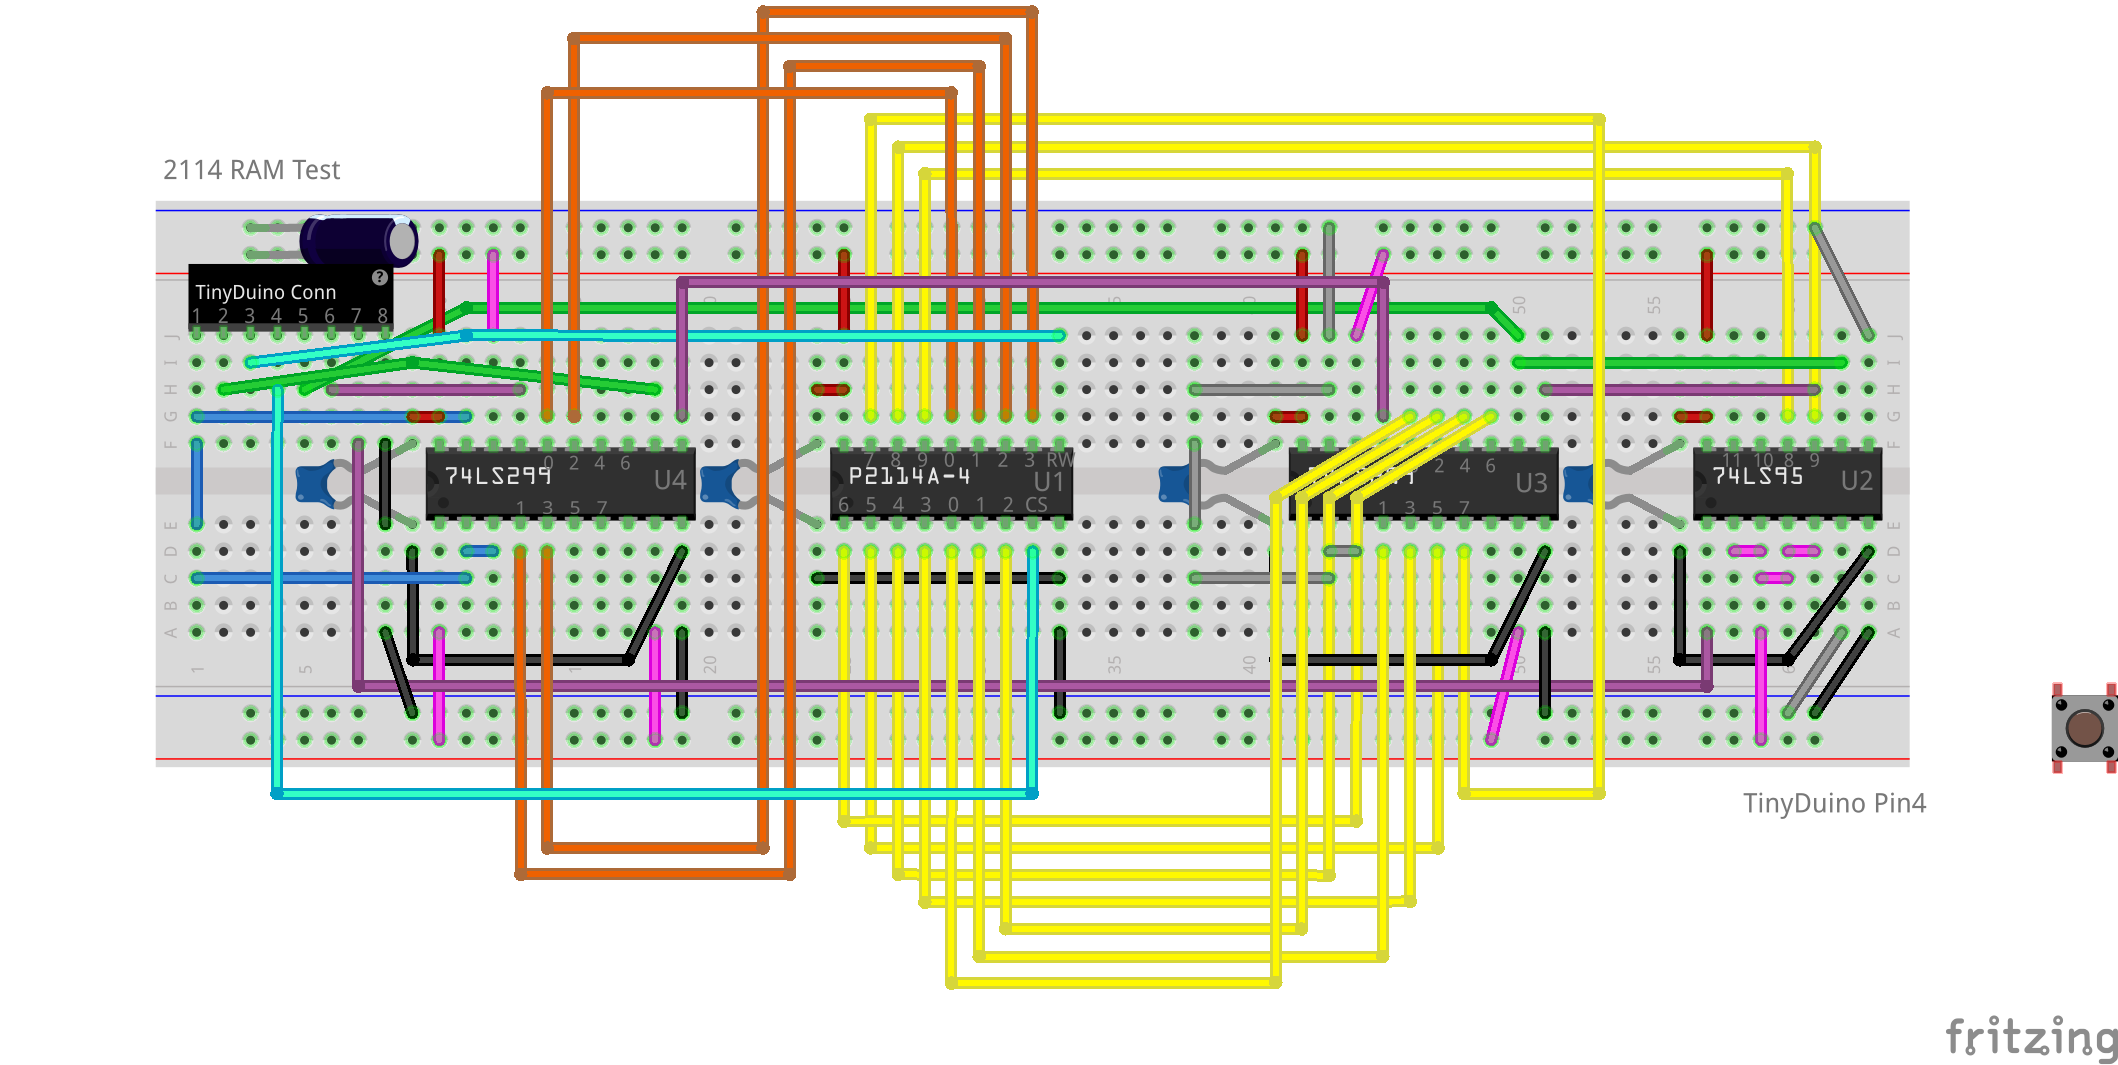 2114 RAM Test
TinyDuino Conn
?
1 2 3 4 5 6 7 8
50
55
J
J
I
I
H
H
G
G
F
F
0 2 4 6
7 8 9 0 1 2 3 RW
2 4 6
11 10 8 9
74LS299
U4
P2114A-4
U1
U3
74LS95
U2
1 3 5 7
6 5 4 3 0 1 2 CS
1 3 5 7
E
E
D
D
C
C
B
B
A
A
1
5
20
35
40
55
TinyDuino Pin4
fritzing